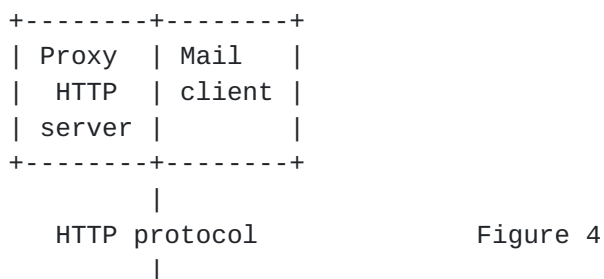 +--------+--------+
| Proxy  | Mail   |
|  HTTP  | client |
| server |        |
+--------+--------+
         |
   HTTP protocol             Figure 4
         |